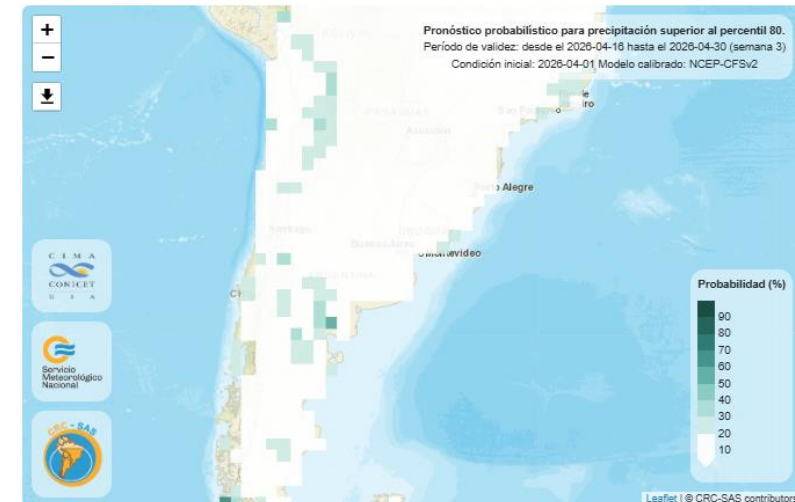 +
−
Pronóstico probabilístico para precipitación superior al percentil 80.
Período de validez: desde el 2026-04-16 hasta el 2026-04-30 (semana 3)
Condición inicial: 2026-04-01 Modelo calibrado: NCEP-CFSv2
Asunción
Porto Alegre
Santiago
Buenos Aires
Montevideo
ARGENTINA
CIMA
CONICET
UBA
Servicio
Meteorológico
Nacional
CRC - SAS
Probabilidad (%)
90
80
70
60
50
40
30
20
10
Leaflet | © CRC-SAS contributors